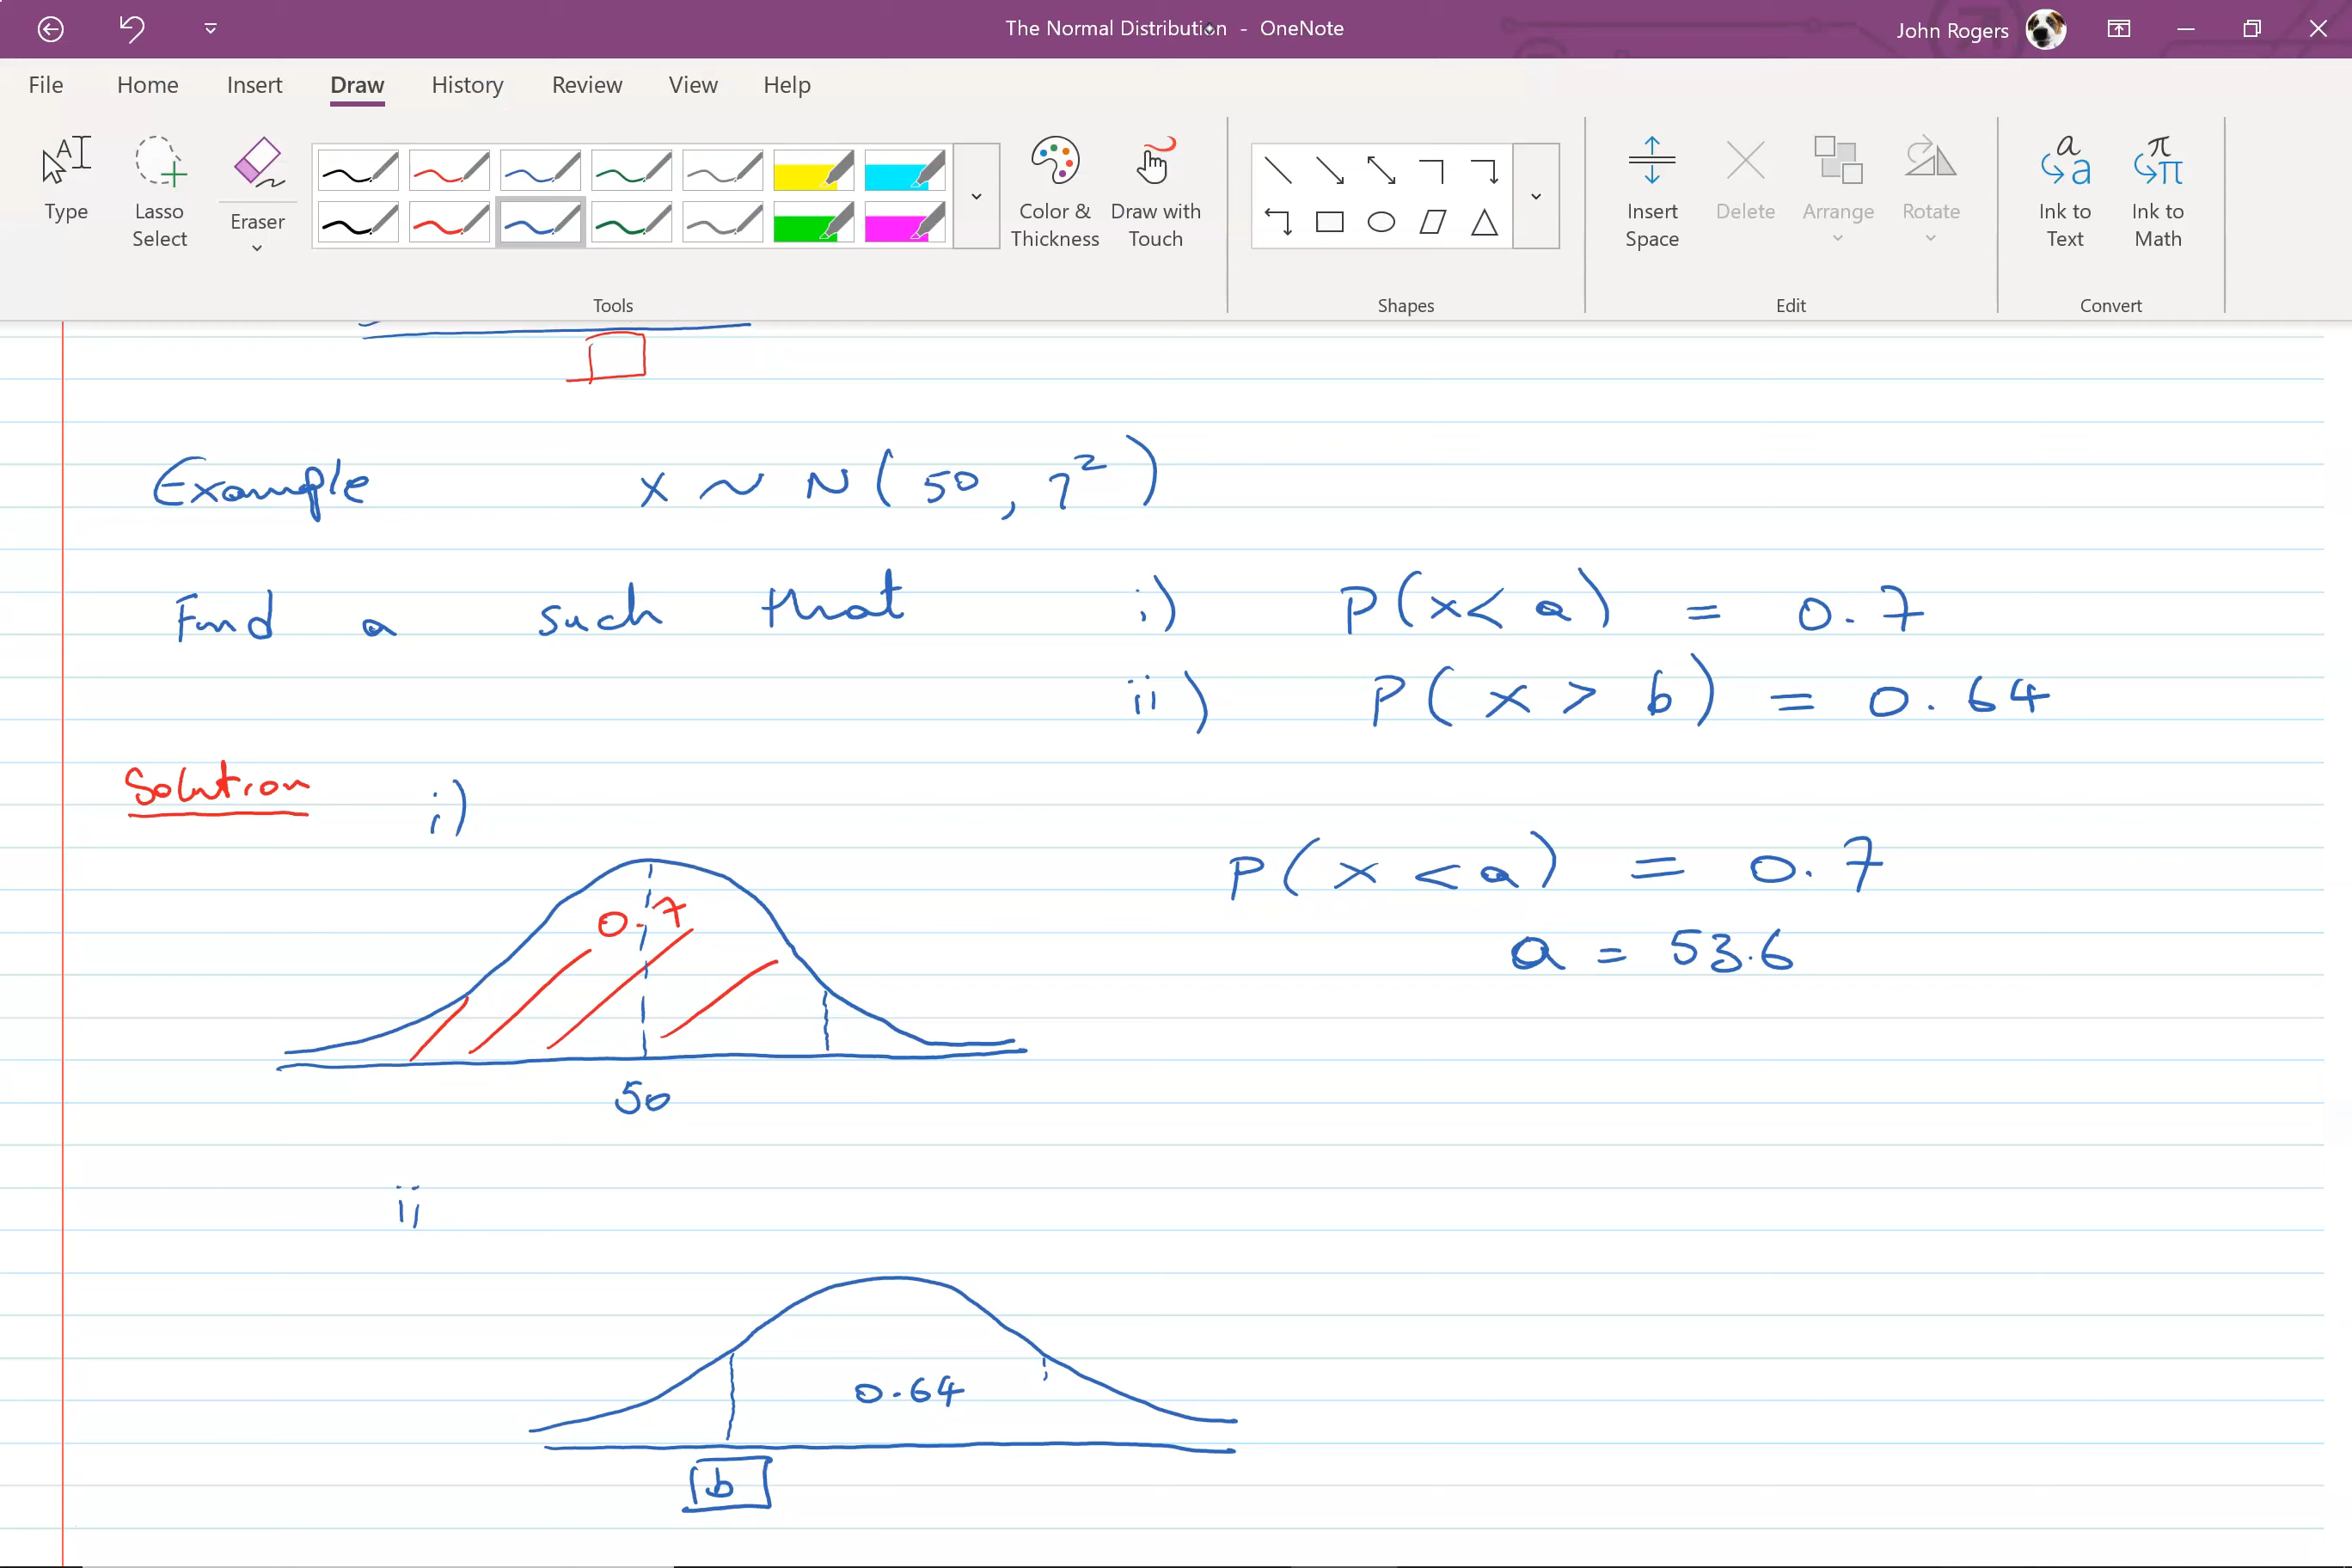 The Normal Distribution - OneNote
John Rogers
File Home Insert Draw History Review View Help
Type
Lasso Select
Eraser
Color & Thickness
Draw with Touch
Insert Space
Delete
Arrange
Rotate
Ink to Text
Ink to Math
Tools Shapes Edit Convert
Example x ~ N(50, 7²)
Find a such that i) P(x < a) = 0.7
ii) P(x > b) = 0.64
Solution i)
P(x < a) = 0.7
0.7
a = 53.6
50
ii
0.64
b